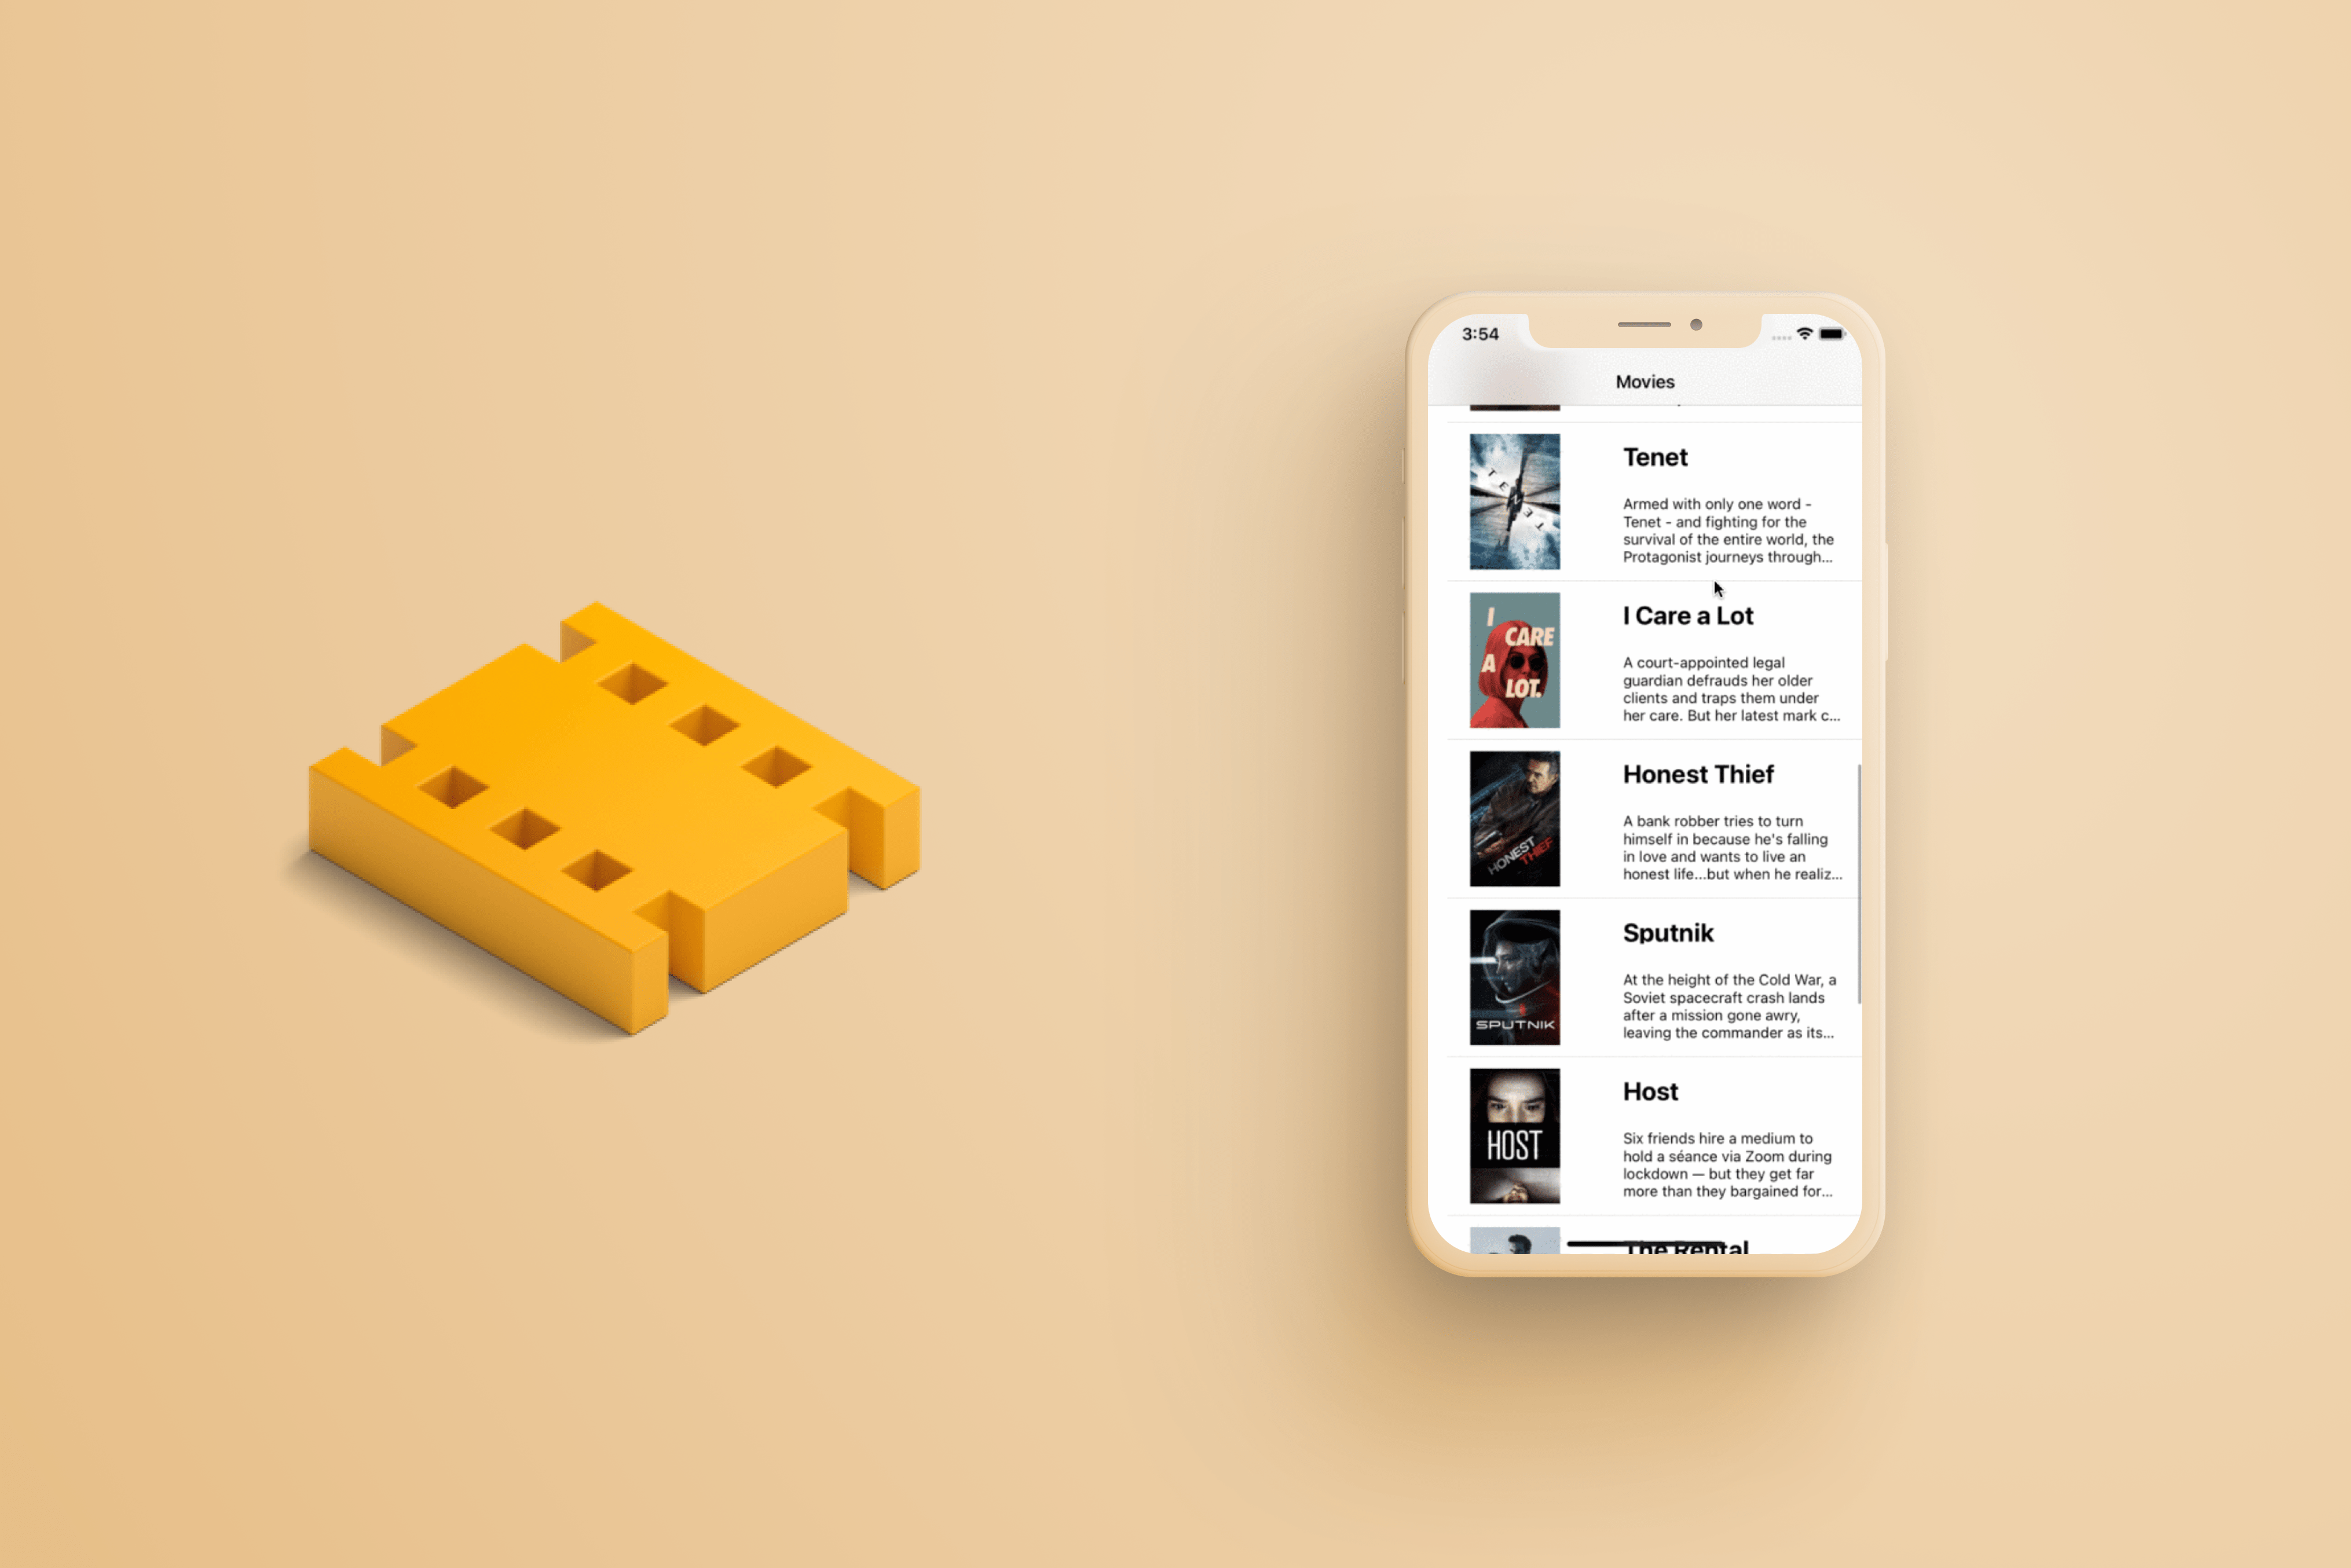 3:54
Movies
Tenet
TENET
Armed with only one word -
Tenet - and fighting for the
survival of the entire world, the
Protagonist journeys through...
I Care a Lot
I
CARE
A
LOT.
A court-appointed legal
guardian defrauds her older
clients and traps them under
her care. But her latest mark c...
Honest Thief
HONEST
THIEF
A bank robber tries to turn
himself in because he's falling
in love and wants to live an
honest life...but when he realiz...
Sputnik
SPUTNIK
At the height of the Cold War, a
Soviet spacecraft crash lands
after a mission gone awry,
leaving the commander as its...
Host
HOST
Six friends hire a medium to
hold a séance via Zoom during
lockdown — but they get far
more than they bargained for...
The Rental